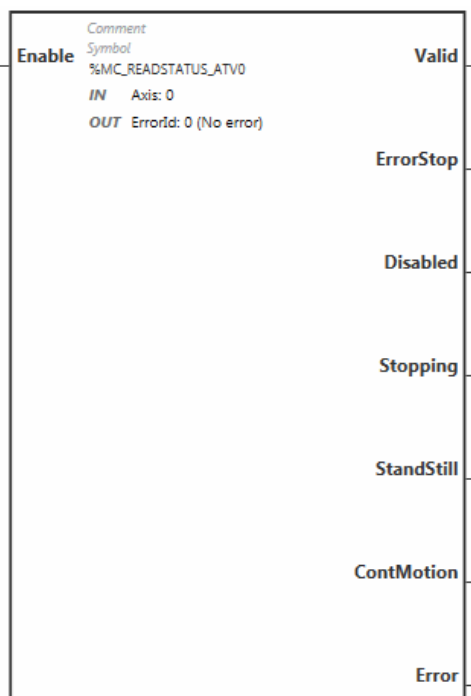 Comment
Enable Symbol Valid
%MC_READSTATUS_ATV0
IN Axis: 0
OUT ErrorId: 0 (No error)
ErrorStop
Disabled
Stopping
StandStill
ContMotion
Error